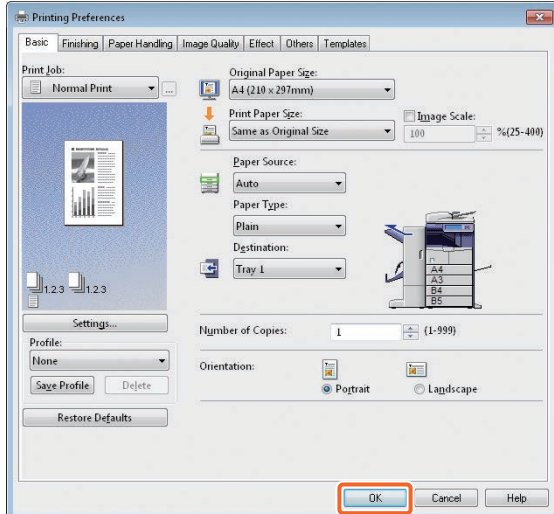 Printing Preferences
Basic Finishing Paper Handling Image Quality Effect Others Templates
Print Job:
Normal Print
...
1.2.3 1.2.3
Settings...
Profile:
None
Save Profile Delete
Restore Defaults
Original Paper Size:
A4 (210 x 297mm)
Print Paper Size:
Same as Original Size
Image Scale:
100 %(25-400)
Paper Source:
Auto
Paper Type:
Plain
Destination:
Tray 1
A4
A3
B4
B5
Number of Copies: 1 (1-999)
Orientation:
Portrait Landscape
OK Cancel Help